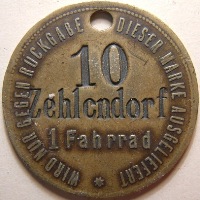 WIRD NUR GEGEN RÜCKGABE DIESER MARKE AUSGELIEFERT *
10
Zehlendorf
1 Fahrrad